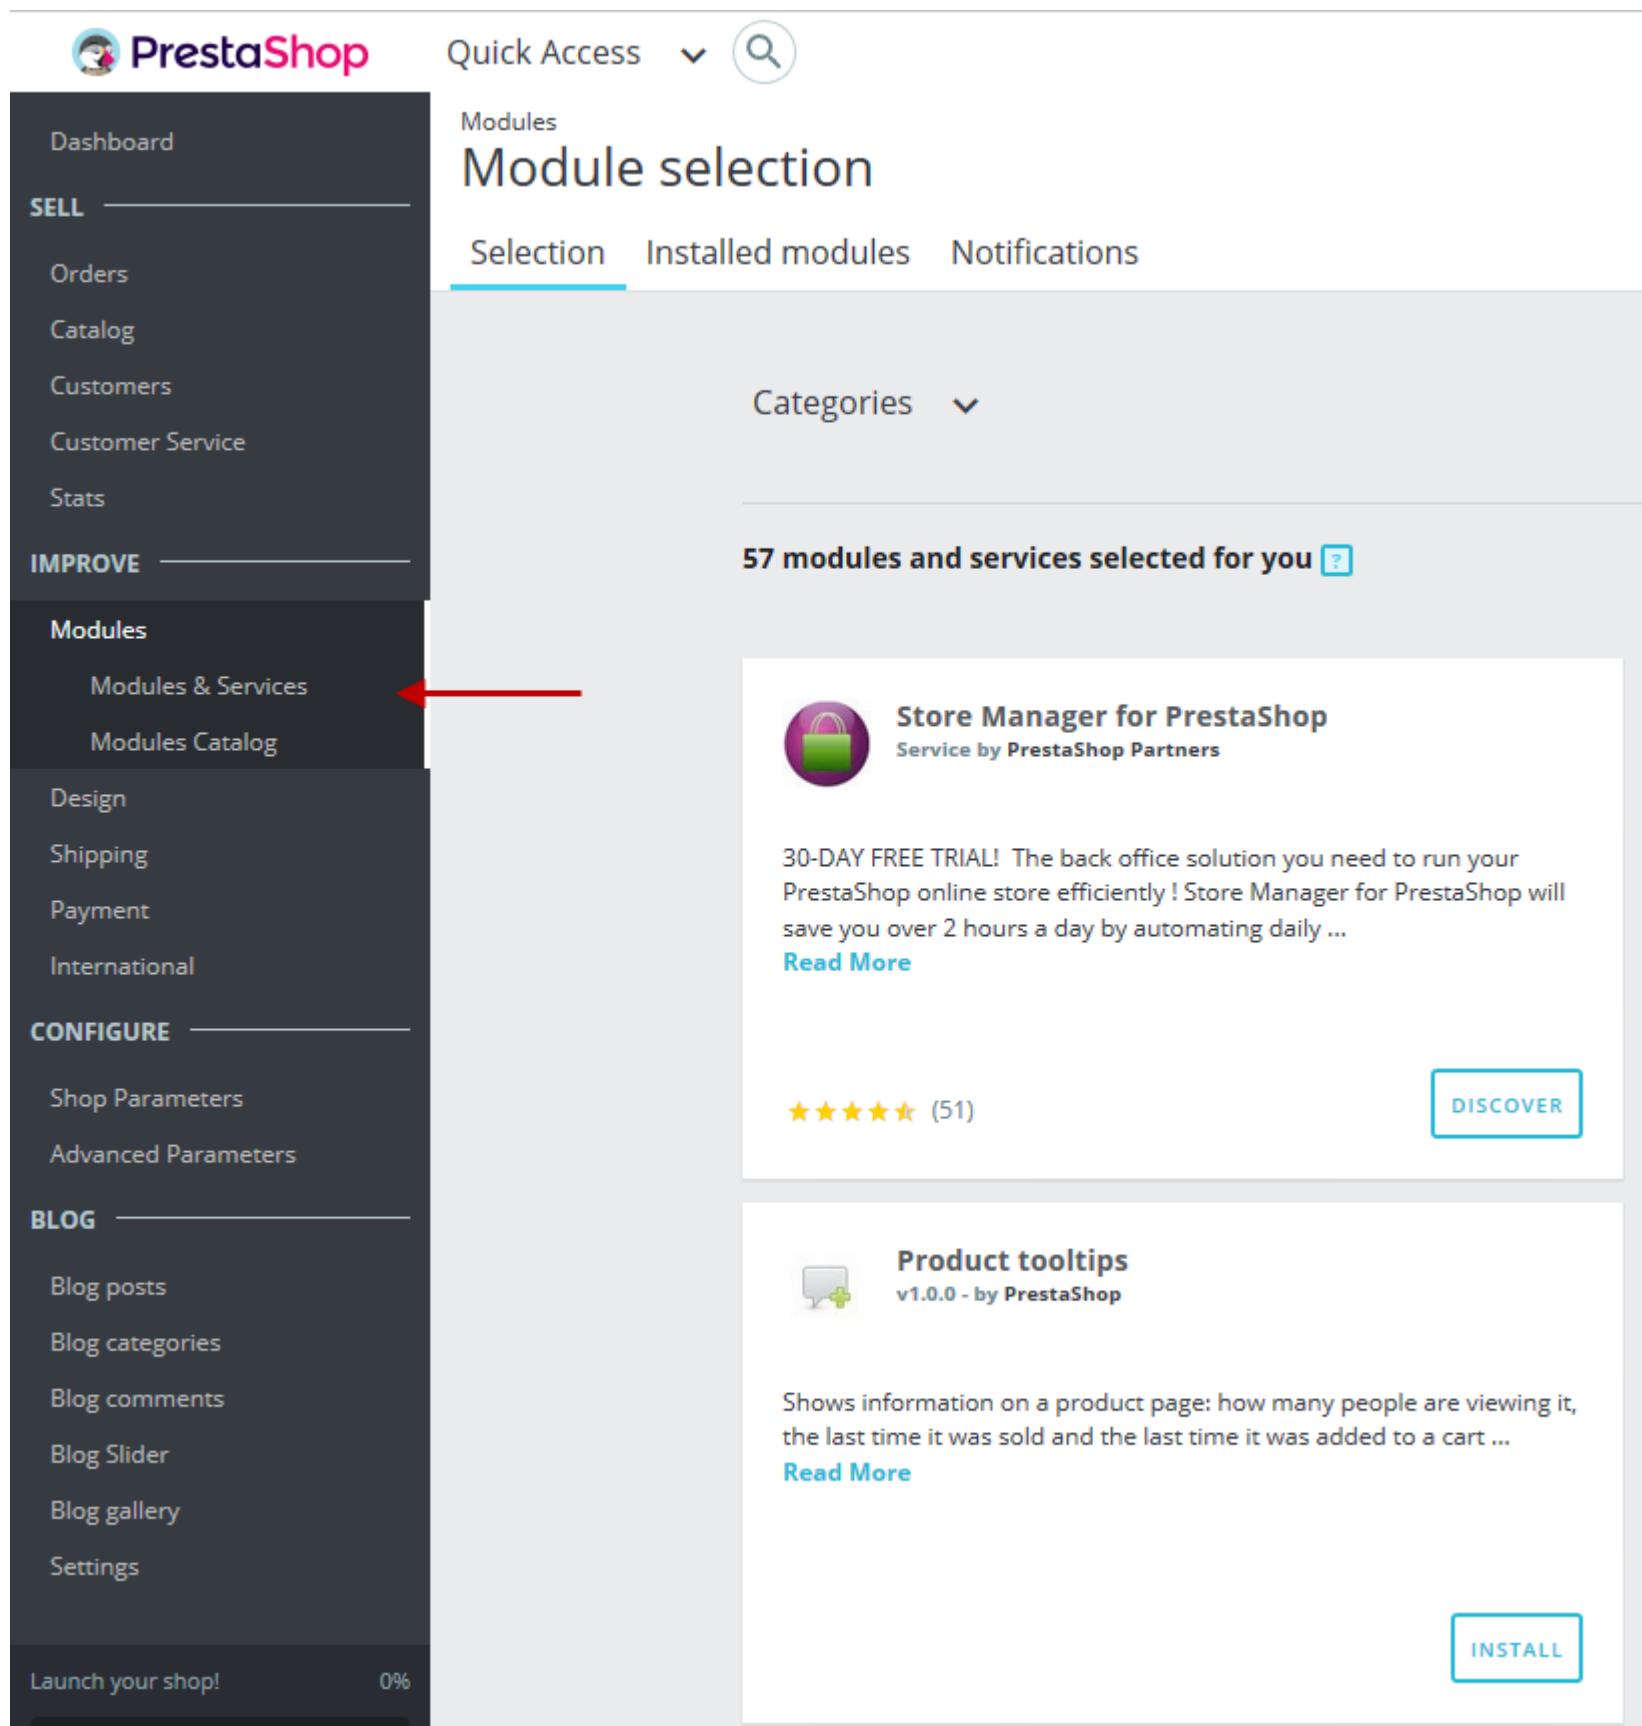 PrestaShop
Quick Access
Dashboard
SELL
Orders
Catalog
Customers
Customer Service
Stats
IMPROVE
Modules
Modules & Services
Modules Catalog
Design
Shipping
Payment
International
CONFIGURE
Shop Parameters
Advanced Parameters
BLOG
Blog posts
Blog categories
Blog comments
Blog Slider
Blog gallery
Settings
Launch your shop! 0%
Modules
Module selection
Selection Installed modules Notifications
Categories
57 modules and services selected for you ?
Store Manager for PrestaShop
Service by PrestaShop Partners
30-DAY FREE TRIAL! The back office solution you need to run your
PrestaShop online store efficiently ! Store Manager for PrestaShop will
save you over 2 hours a day by automating daily ...
Read More
(51)
DISCOVER
Product tooltips
v1.0.0 - by PrestaShop
Shows information on a product page: how many people are viewing it,
the last time it was sold and the last time it was added to a cart ...
Read More
INSTALL